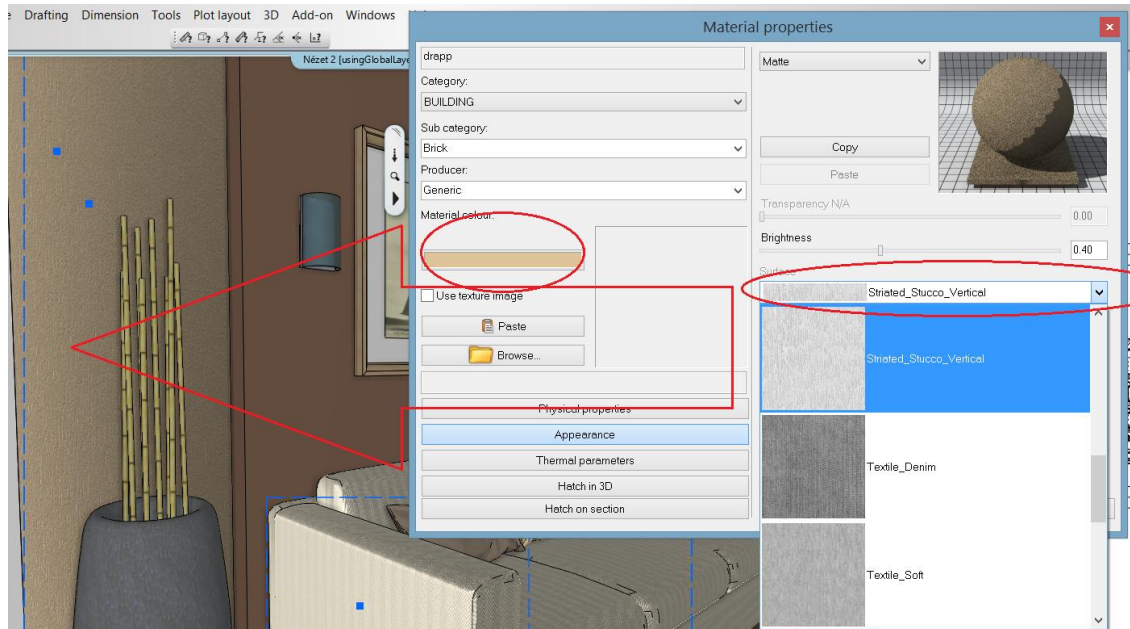 Drafting Dimension Tools Plot layout 3D Add-on Windows
Nézet 2 [usingGlobalLaye
Material properties
drapp
Category:
BUILDING
Sub category:
Brick
Producer:
Generic
Material colour:
Use texture image
Paste
Browse...
Physical properties
Appearance
Thermal parameters
Hatch in 3D
Hatch on section
Matte
Copy
Paste
Transparency N/A
0.00
Brightness
0.40
Surface
Striated_Stucco_Vertical
Striated_Stucco_Vertical
Textile_Denim
Textile_Soft